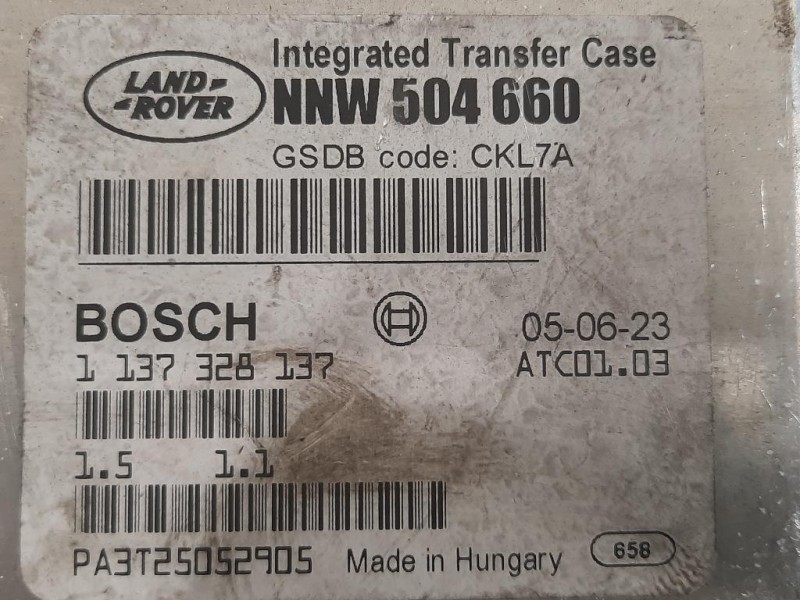 LAND
ROVER
Integrated Transfer Case
NNW 504 660
GSDB code: CKL7A
BOSCH
05-06-23
1 137 328 137
ATC01.03
1.5 1.1
PA3T25052905
Made in Hungary
658